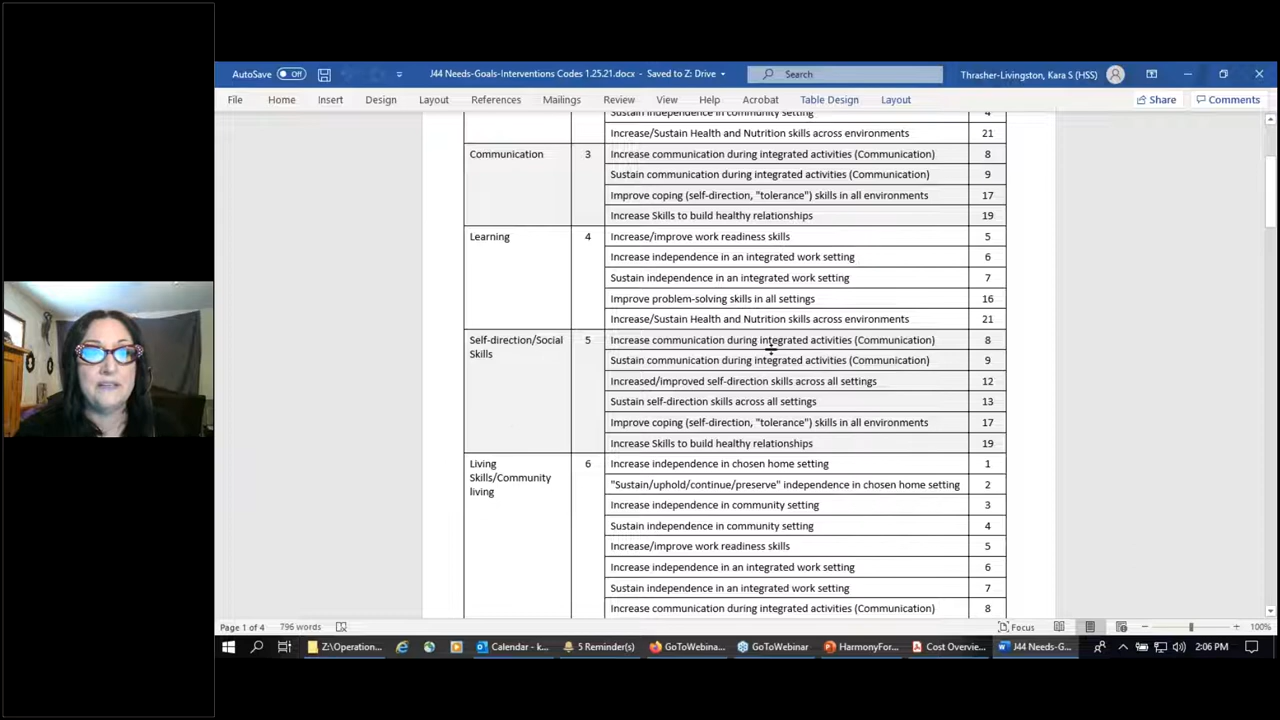 AutoSave Off J44 Needs-Goals-Interventions Codes 1.25.21.docx - Saved to Z: Drive Search Thrasher-Livingston, Kara S (HSS)
File Home Insert Design Layout References Mailings Review View Help Acrobat Table Design Layout Share Comments
Sustain independence in community setting 4
Increase/Sustain Health and Nutrition skills across environments 21
Communication 3 Increase communication during integrated activities (Communication) 8
Sustain communication during integrated activities (Communication) 9
Improve coping (self-direction, "tolerance") skills in all environments 17
Increase Skills to build healthy relationships 19
Learning 4 Increase/improve work readiness skills 5
Increase independence in an integrated work setting 6
Sustain independence in an integrated work setting 7
Improve problem-solving skills in all settings 16
Increase/Sustain Health and Nutrition skills across environments 21
Self-direction/Social 5 Increase communication during integrated activities (Communication) 8
Skills Sustain communication during integrated activities (Communication) 9
Increased/improved self-direction skills across all settings 12
Sustain self-direction skills across all settings 13
Improve coping (self-direction, "tolerance") skills in all environments 17
Increase Skills to build healthy relationships 19
Living 6 Increase independence in chosen home setting 1
Skills/Community "Sustain/uphold/continue/preserve" independence in chosen home setting 2
living Increase independence in community setting 3
Sustain independence in community setting 4
Increase/improve work readiness skills 5
Increase independence in an integrated work setting 6
Sustain independence in an integrated work setting 7
Increase communication during integrated activities (Communication) 8
Page 1 of 4 796 words Focus 100%
Z:\Operation... Calendar - k... 5 Reminder(s) GoToWebina... GoToWebinar HarmonyFor... Cost Overvie... J44 Needs-G... 2:06 PM